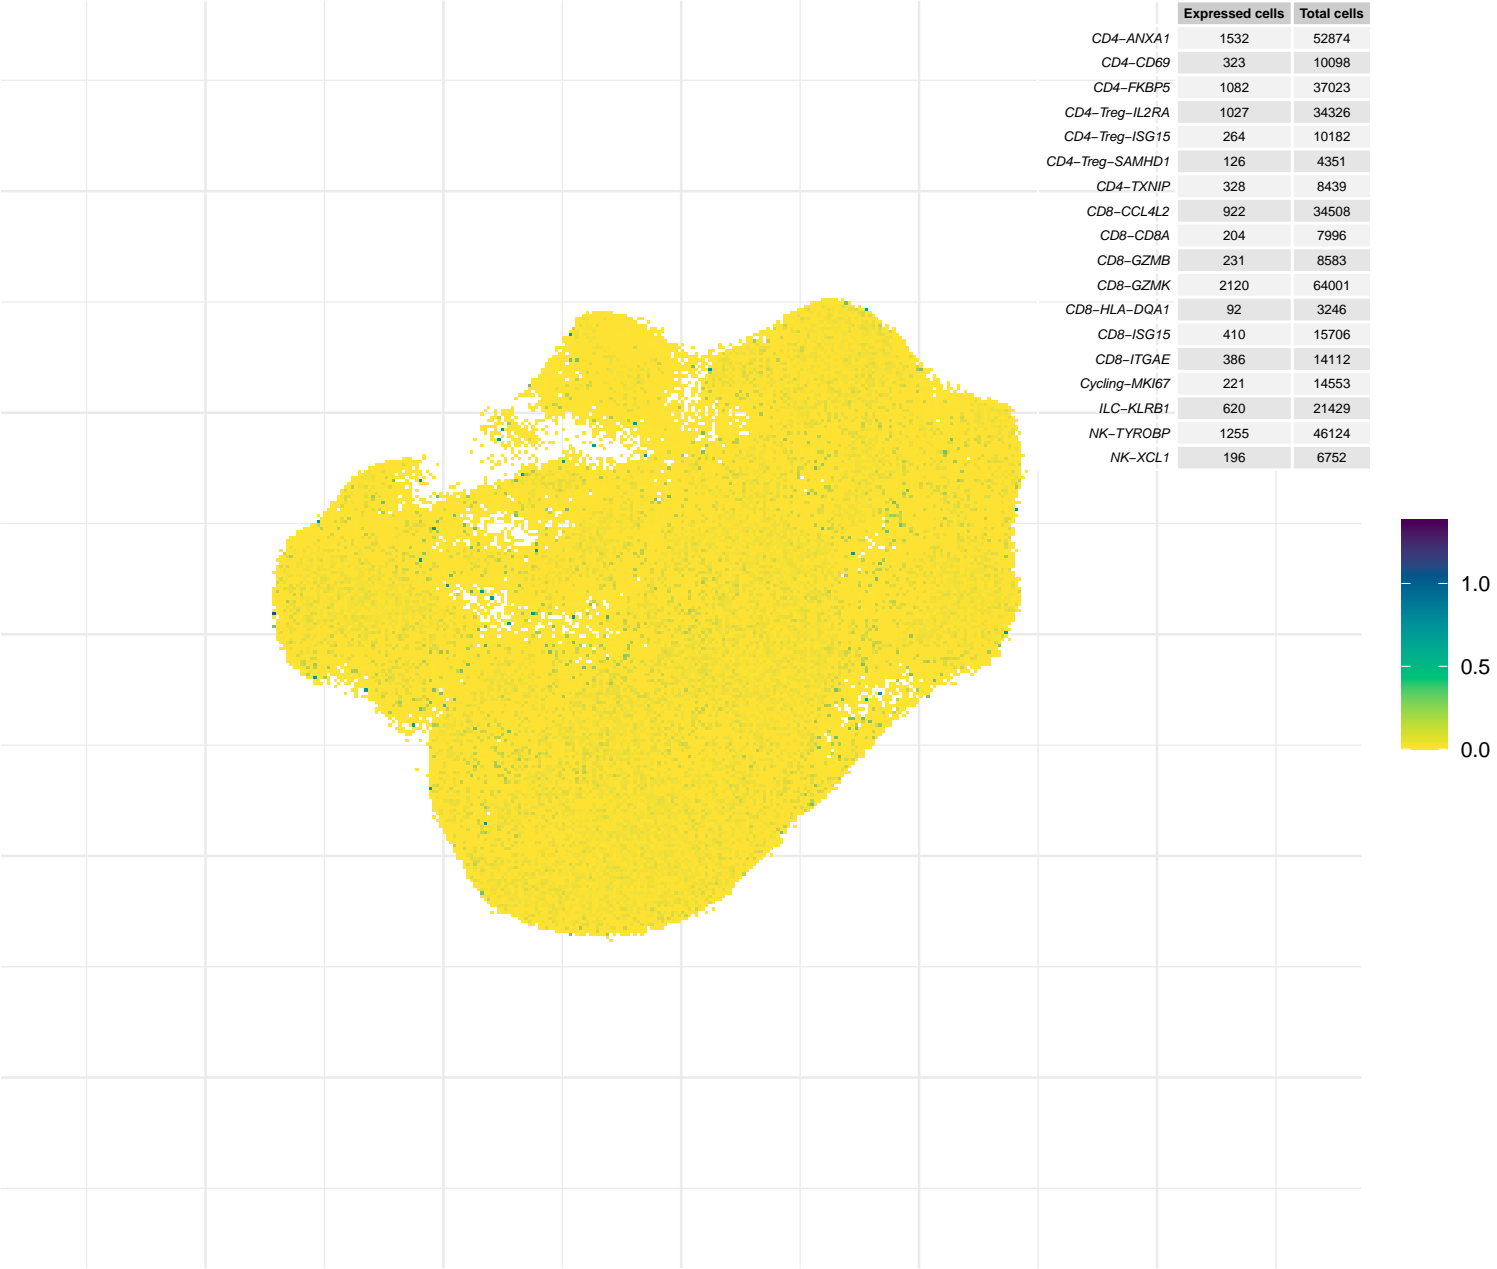 Expressed cells Total cells
CD4−ANXA1 1532 52874
CD4−CD69 323 10098
CD4−FKBP5 1082 37023
CD4−Treg−IL2RA 1027 34326
CD4−Treg−ISG15 264 10182
CD4−Treg−SAMHD1 126 4351
CD4−TXNIP 328 8439
CD8−CCL4L2 922 34508
CD8−CD8A 204 7996
CD8−GZMB 231 8583
CD8−GZMK 2120 64001
CD8−HLA−DQA1 92 3246
CD8−ISG15 410 15706
CD8−ITGAE 386 14112
Cycling−MKI67 221 14553
ILC−KLRB1 620 21429
NK−TYROBP 1255 46124
NK−XCL1 196 6752
1.0
0.5
0.0